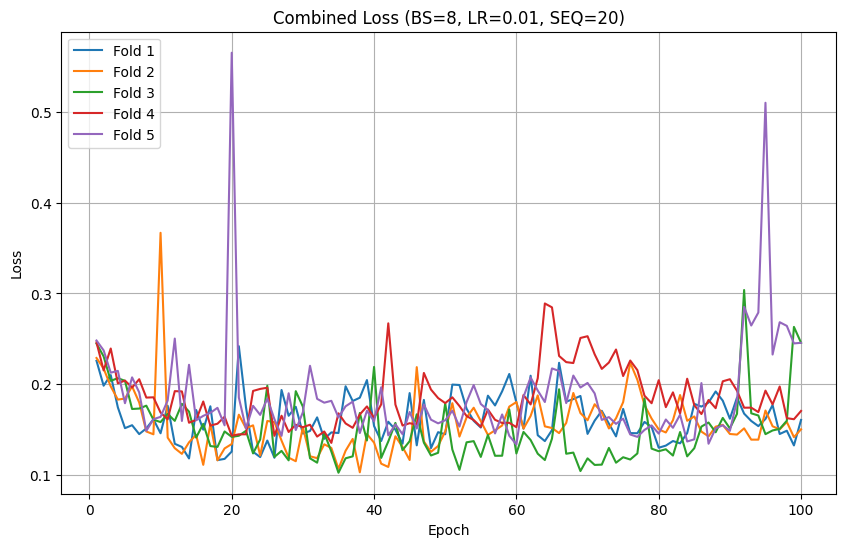 Combined Loss (BS=8, LR=0.01, SEQ=20)
Fold 1
Fold 2
Fold 3
Fold 4
Fold 5
Loss
0.5
0.4
0.3
0.2
0.1
0 20 40 60 80 100
Epoch